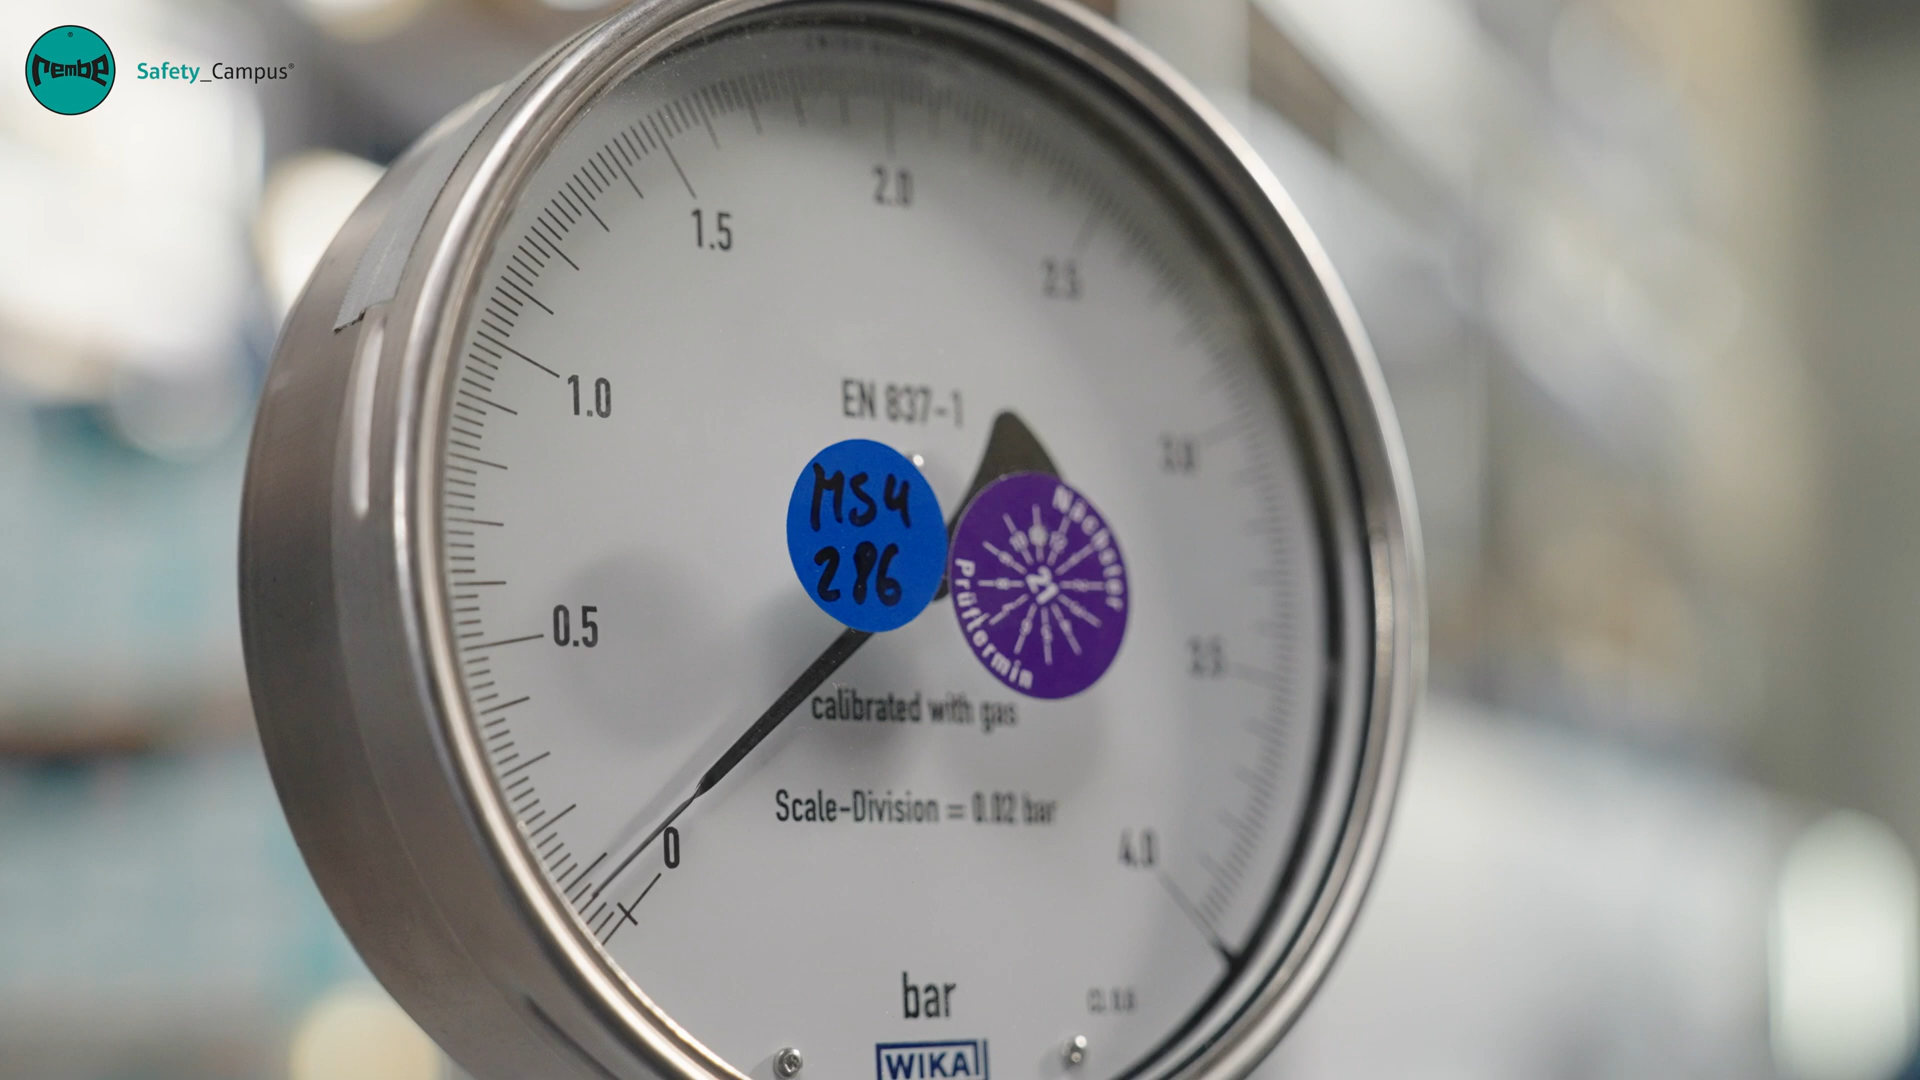 rembe
Safety_Campus®
2.0
1.5
2.5
1.0
EN 837-1
3.0
MS4
286
Nächster
Prüftermin
21
0.5
3.5
calibrated with gas
Scale-Division = 0.02 bar
0
4.0
bar
WIKA